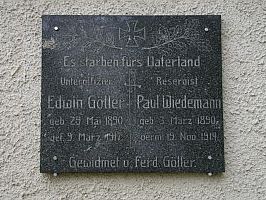 Es starben fürs Vaterland
Unteroffizier Reservist
Edwin Göller Paul Wiedemann
geb. 29. Mai 1890 geb. 3. März 1890
gef. 9. März 1917. verm. 15. Nov. 1914.
Gewidmet v. Ferd. Göller.